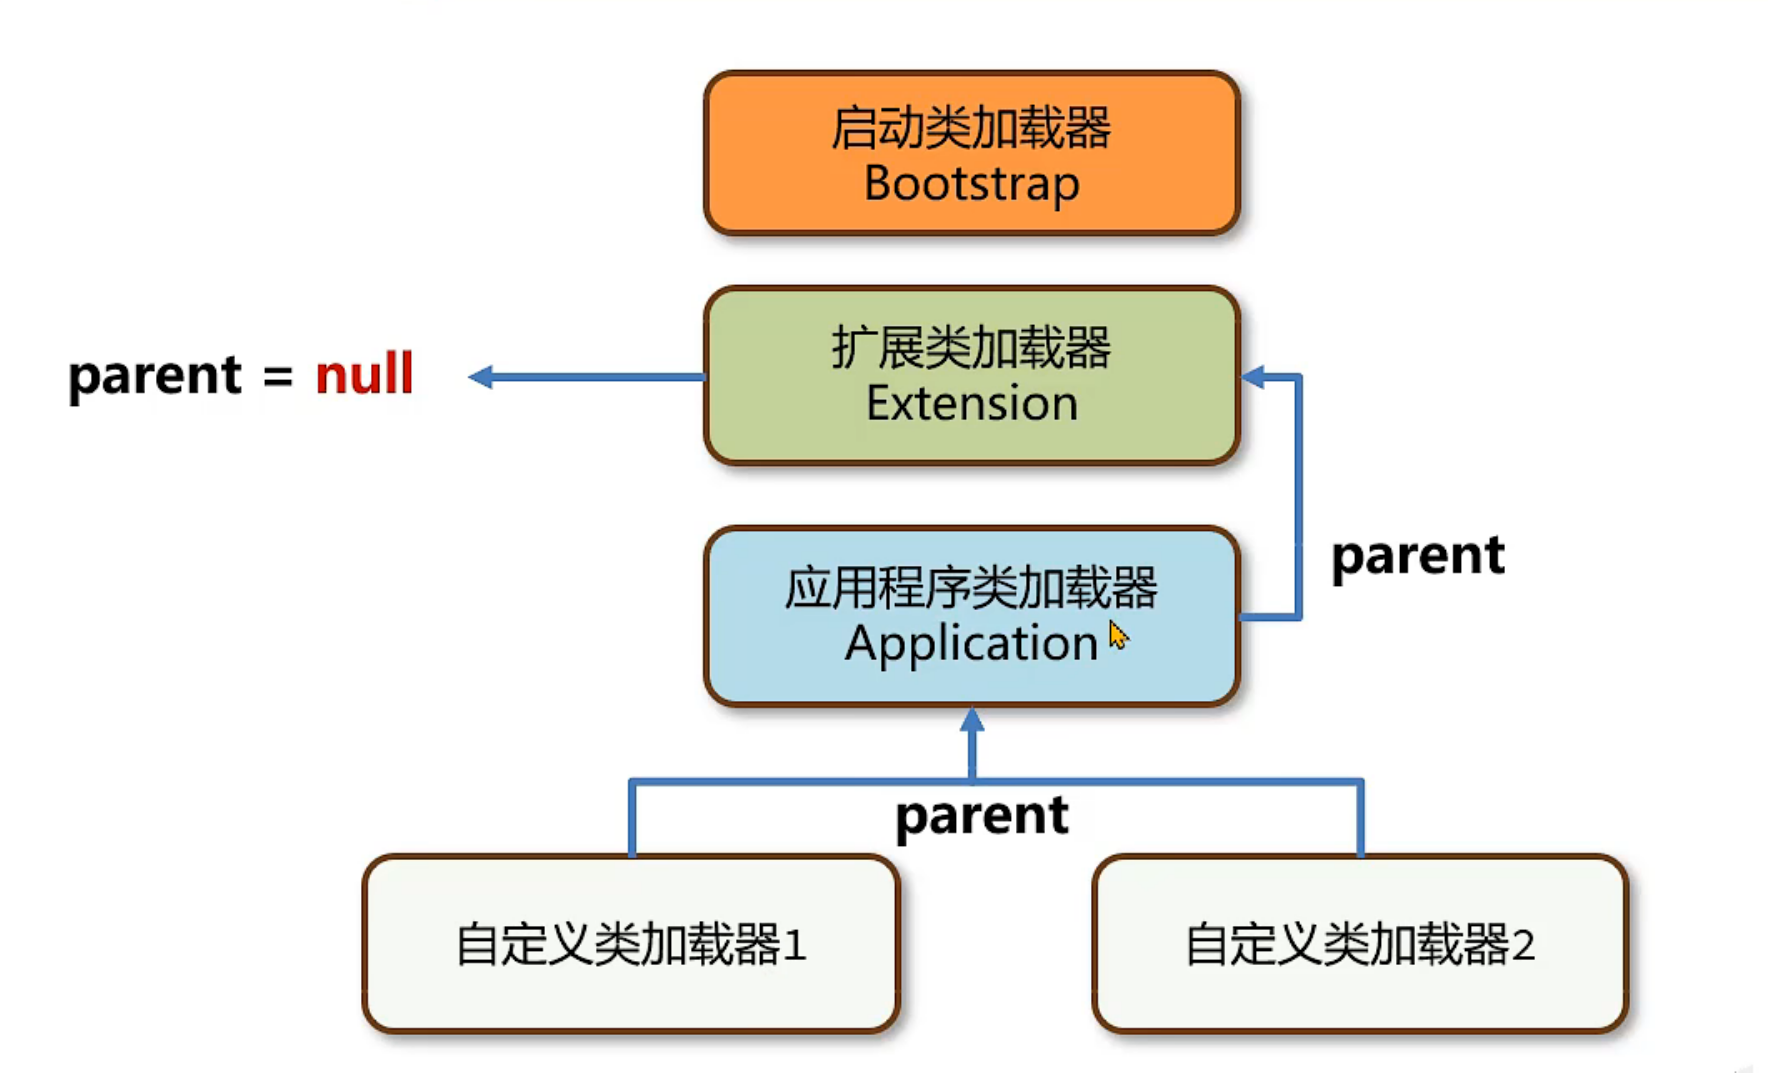 启动类加载器
Bootstrap
扩展类加载器
Extension
parent = null
应用程序类加载器
Application
parent
parent
自定义类加载器1
自定义类加载器2